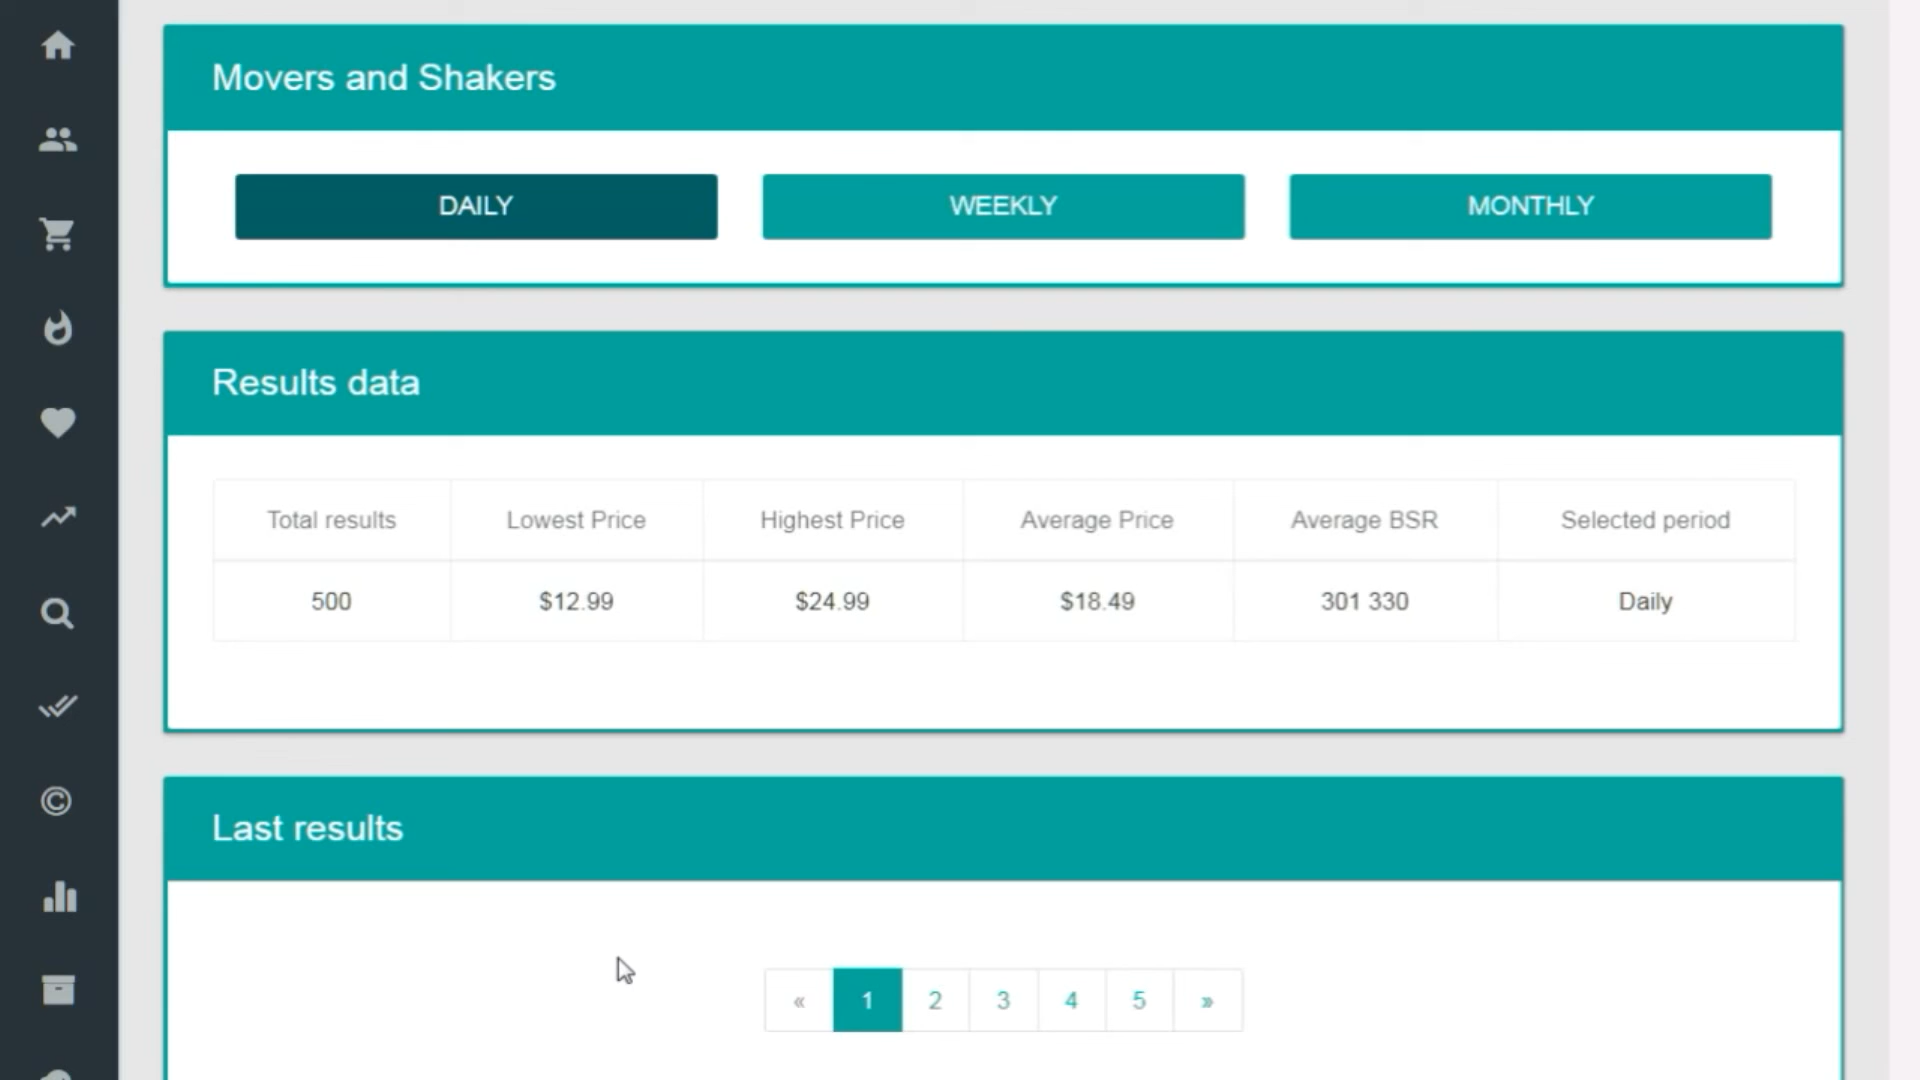 Movers and Shakers
DAILY WEEKLY MONTHLY
Results data
Total results Lowest Price Highest Price Average Price Average BSR Selected period
500 $12.99 $24.99 $18.49 301 330 Daily
Last results
« 1 2 3 4 5 »